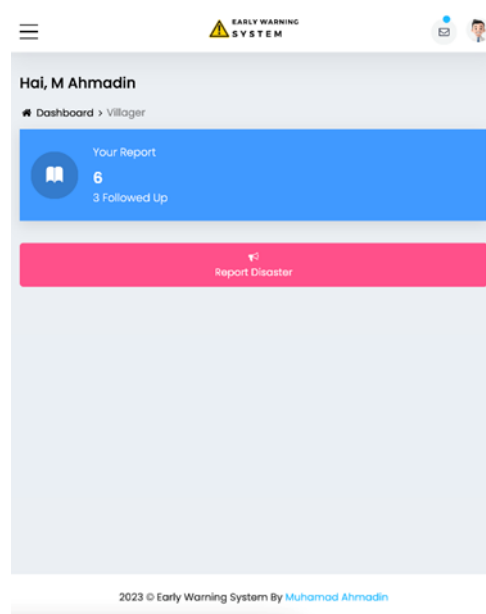 EARLY WARNING
SYSTEM
Hai, M Ahmadin
Dashboard > Villager
Your Report
6
3 Followed Up
Report Disaster
2023 © Early Warning System By Muhamad Ahmadin